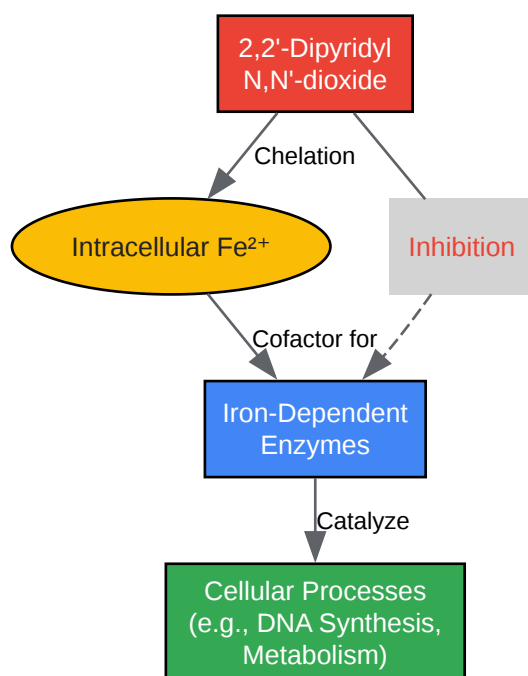 2,2'-Dipyridyl
N,N'-dioxide
Chelation
Intracellular Fe²⁺
Inhibition
Cofactor for
Iron-Dependent
Enzymes
Catalyze
Cellular Processes
(e.g., DNA Synthesis,
Metabolism)